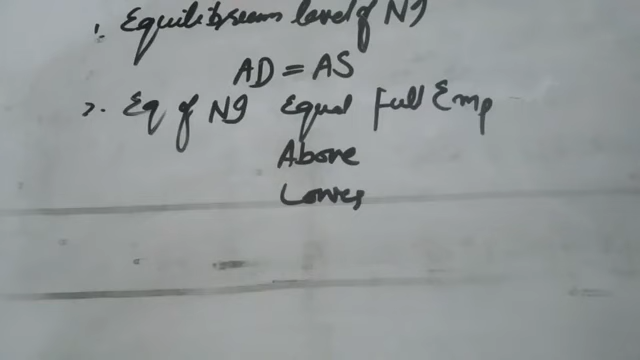 1. Equilibrium level of NI
AD = AS
2. Eq of NI Equal Full Emp
Above
Lower